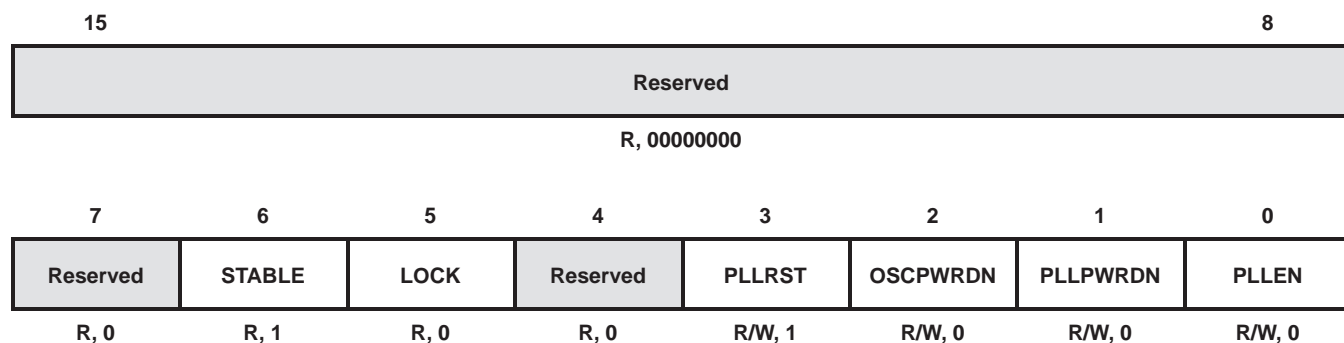 15 8
Reserved
R, 00000000
7 6 5 4 3 2 1 0
Reserved STABLE LOCK Reserved PLLRST OSCPWRDN PLLPWRDN PLLEN
R, 0 R, 1 R, 0 R, 0 R/W, 1 R/W, 0 R/W, 0 R/W, 0